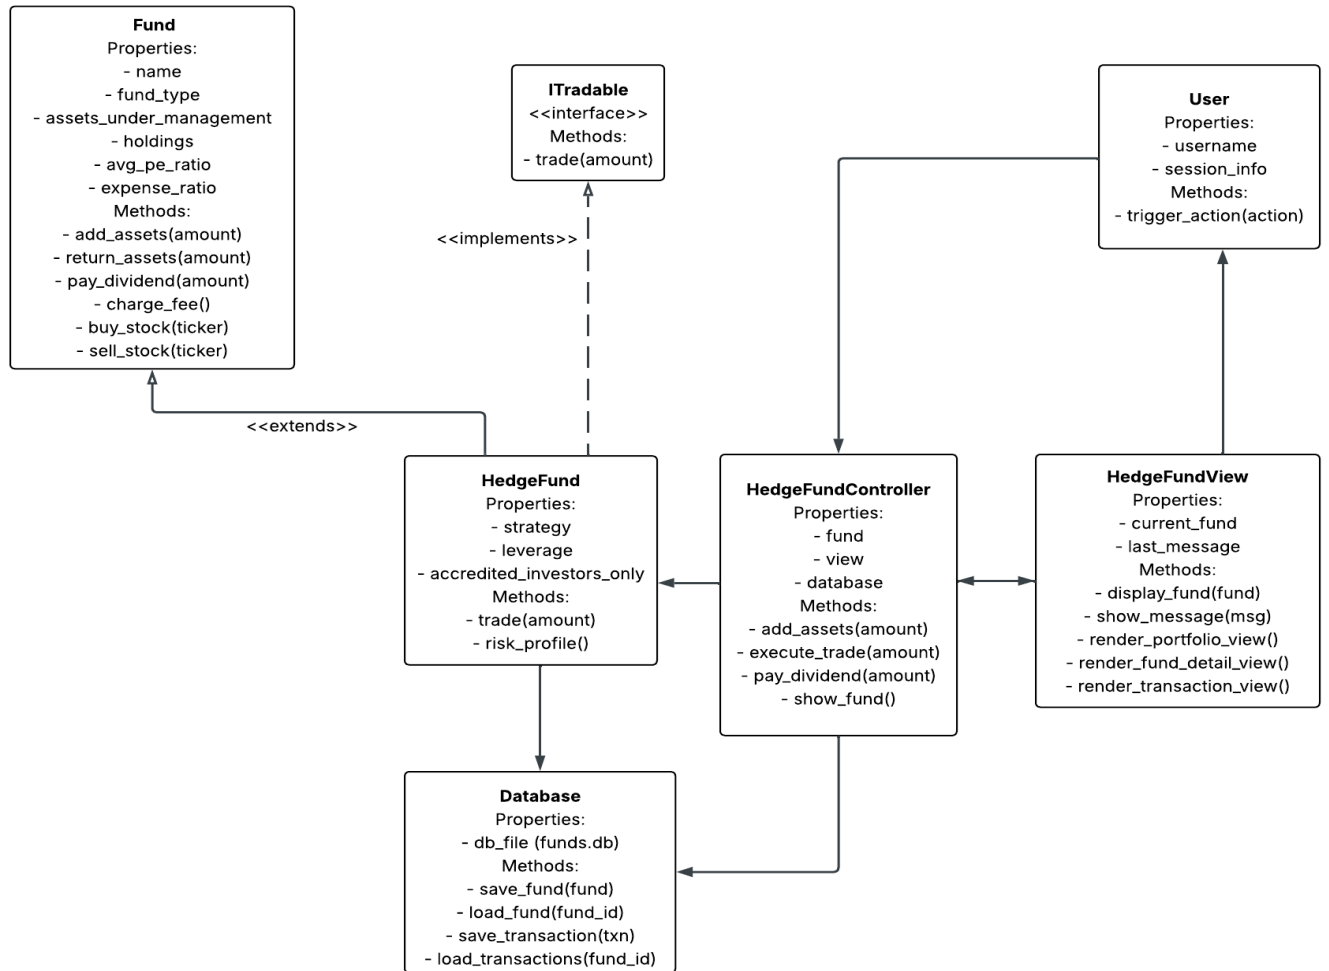 Fund
Properties:
- name
- fund_type
- assets_under_management
- holdings
- avg_pe_ratio
- expense_ratio
Methods:
- add_assets(amount)
- return_assets(amount)
- pay_dividend(amount)
- charge_fee()
- buy_stock(ticker)
- sell_stock(ticker)
ITradable
<<interface>>
Methods:
- trade(amount)
User
Properties:
- username
- session_info
Methods:
- trigger_action(action)
<<implements>>
<<extends>>
HedgeFund
Properties:
- strategy
- leverage
- accredited_investors_only
Methods:
- trade(amount)
- risk_profile()
HedgeFundController
Properties:
- fund
- view
- database
Methods:
- add_assets(amount)
- execute_trade(amount)
- pay_dividend(amount)
- show_fund()
HedgeFundView
Properties:
- current_fund
- last_message
Methods:
- display_fund(fund)
- show_message(msg)
- render_portfolio_view()
- render_fund_detail_view()
- render_transaction_view()
Database
Properties:
- db_file (funds.db)
Methods:
- save_fund(fund)
- load_fund(fund_id)
- save_transaction(txn)
- load_transactions(fund_id)